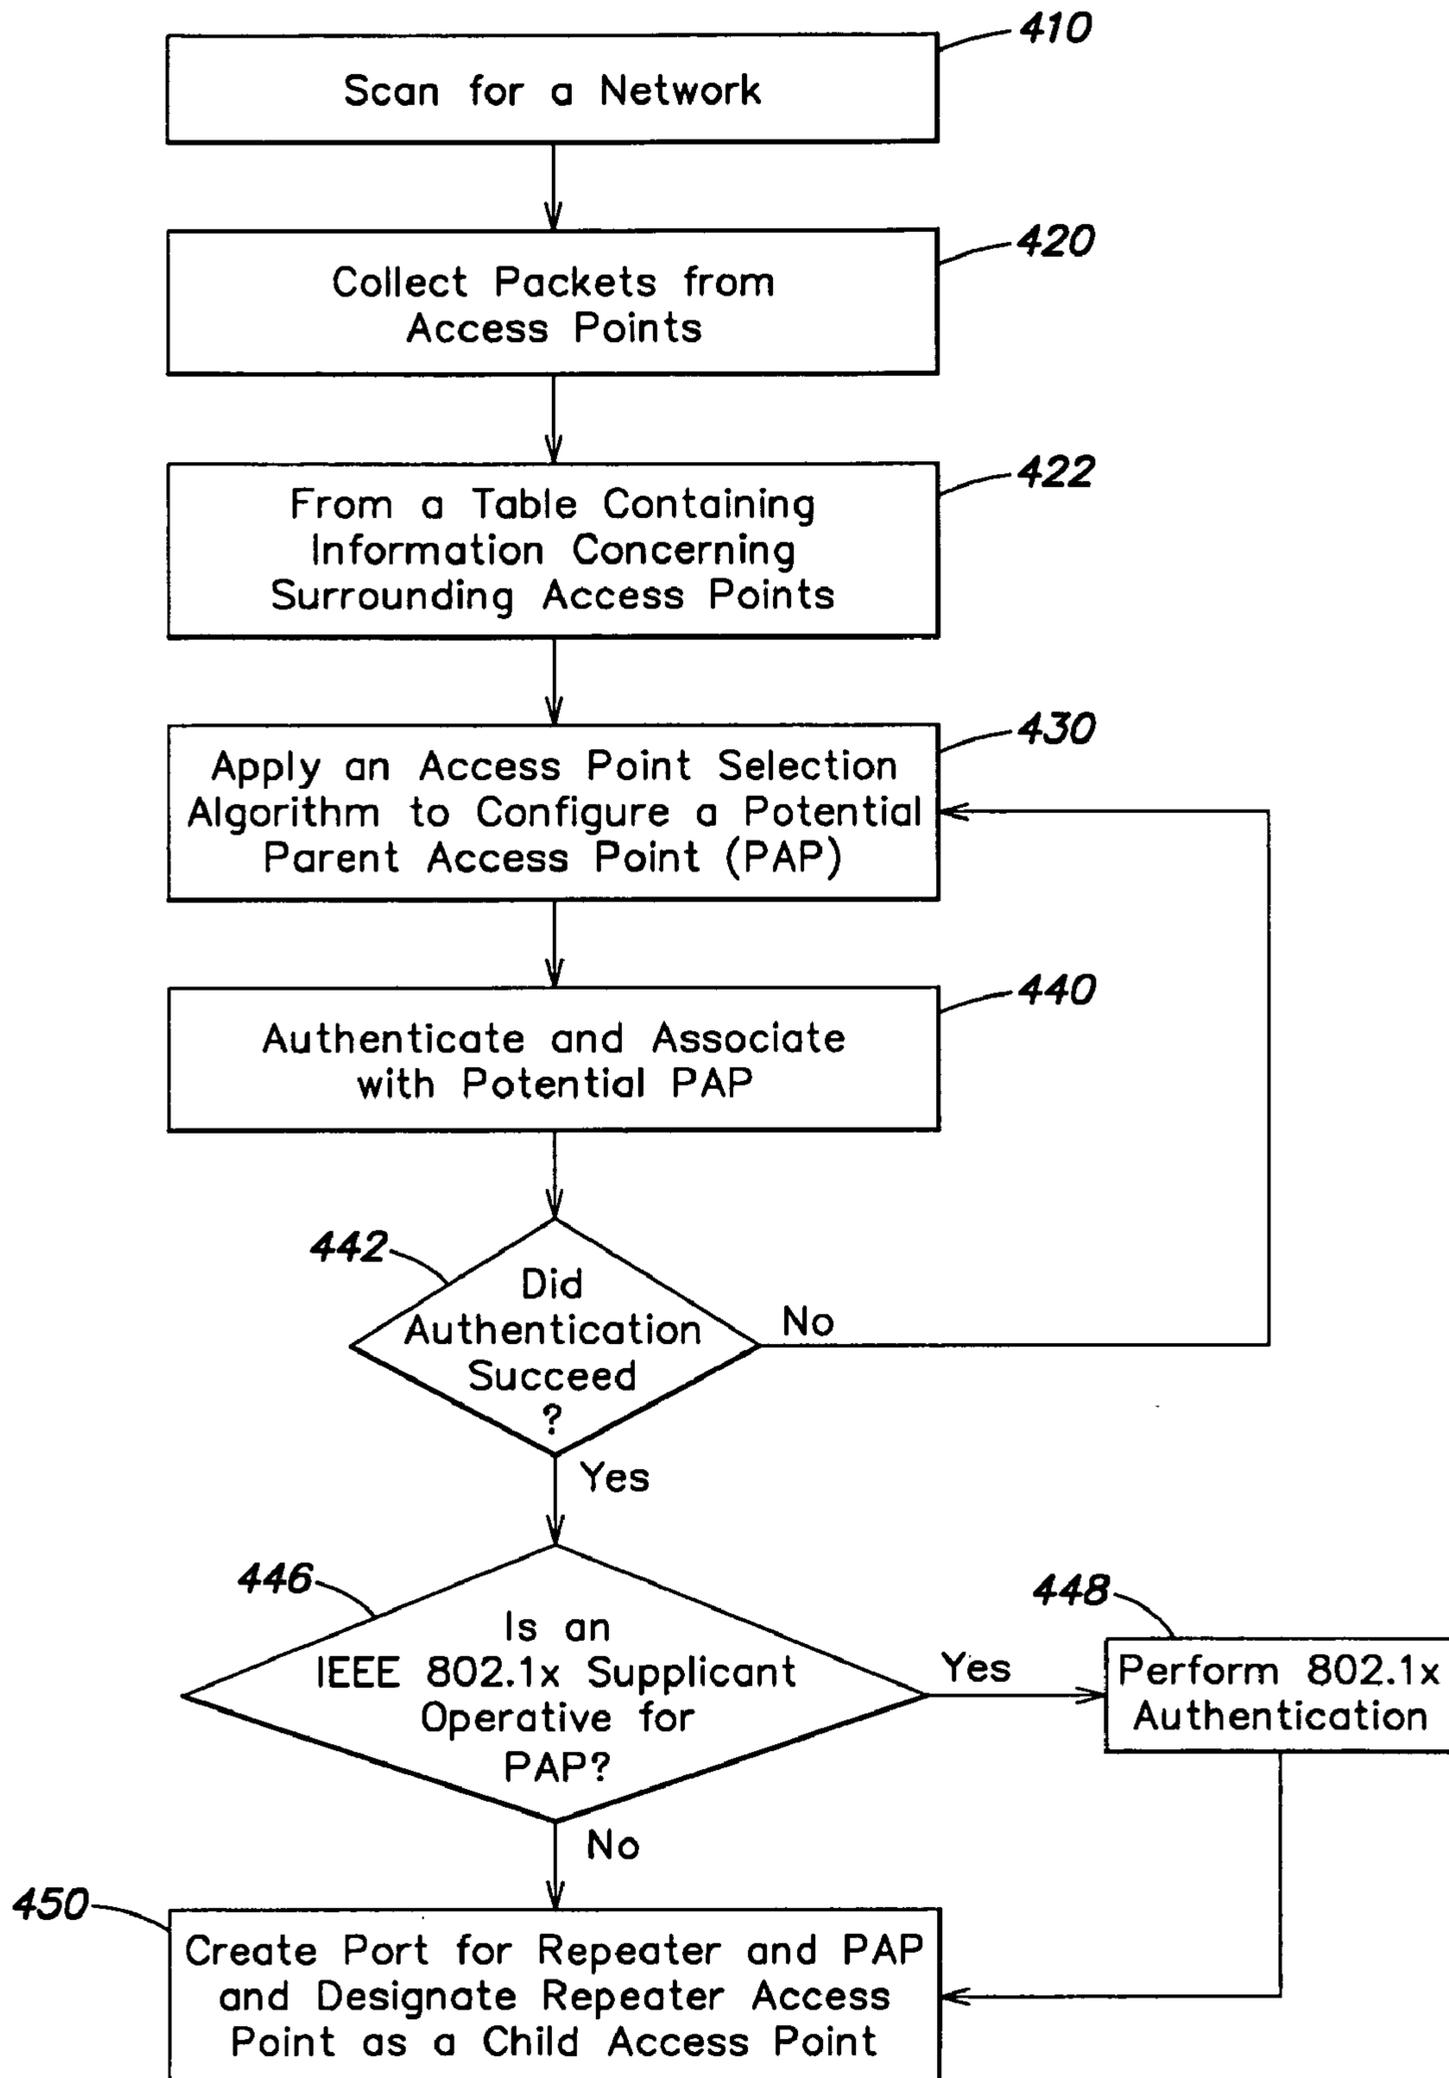 410
Scan for a Network
420
Collect Packets from
Access Points
422
From a Table Containing
Information Concerning
Surrounding Access Points
430
Apply an Access Point Selection
Algorithm to Configure a Potential
Parent Access Point (PAP)
440
Authenticate and Associate
with Potential PAP
442
Did
Authentication
Succeed
?
No
Yes
446
Is an
IEEE 802.1x Supplicant
Operative for
PAP?
Yes
448
Perform 802.1x
Authentication
No
450
Create Port for Repeater and PAP
and Designate Repeater Access
Point as a Child Access Point